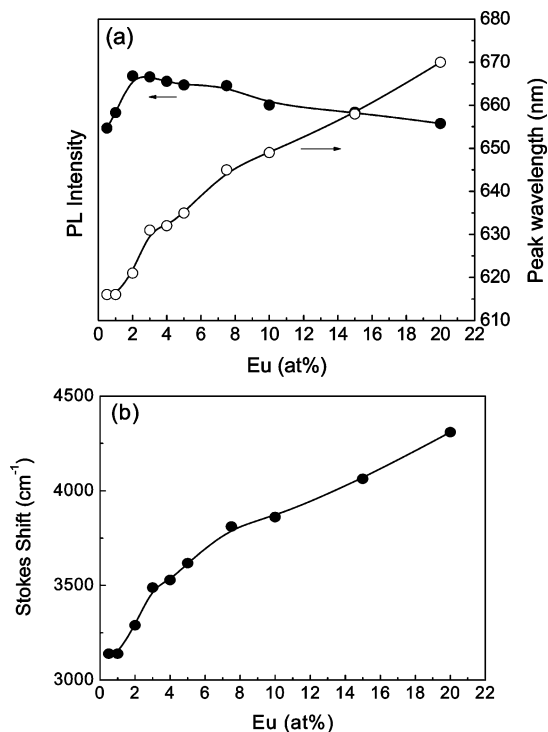 (a)
PL Intensity
680
670
660
650
640
630
620
610
Peak wavelength (nm)
0 2 4 6 8 10 12 14 16 18 20 22
Eu (at%)
(b)
4500
4000
3500
3000
Stokes Shift (cm⁻¹)
0 2 4 6 8 10 12 14 16 18 20 22
Eu (at%)